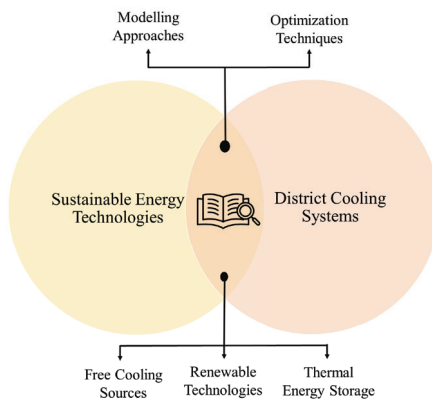 Modelling
Approaches
Optimization
Techniques
Sustainable Energy
Technologies
District Cooling
Systems
Free Cooling
Sources
Renewable
Technologies
Thermal
Energy Storage